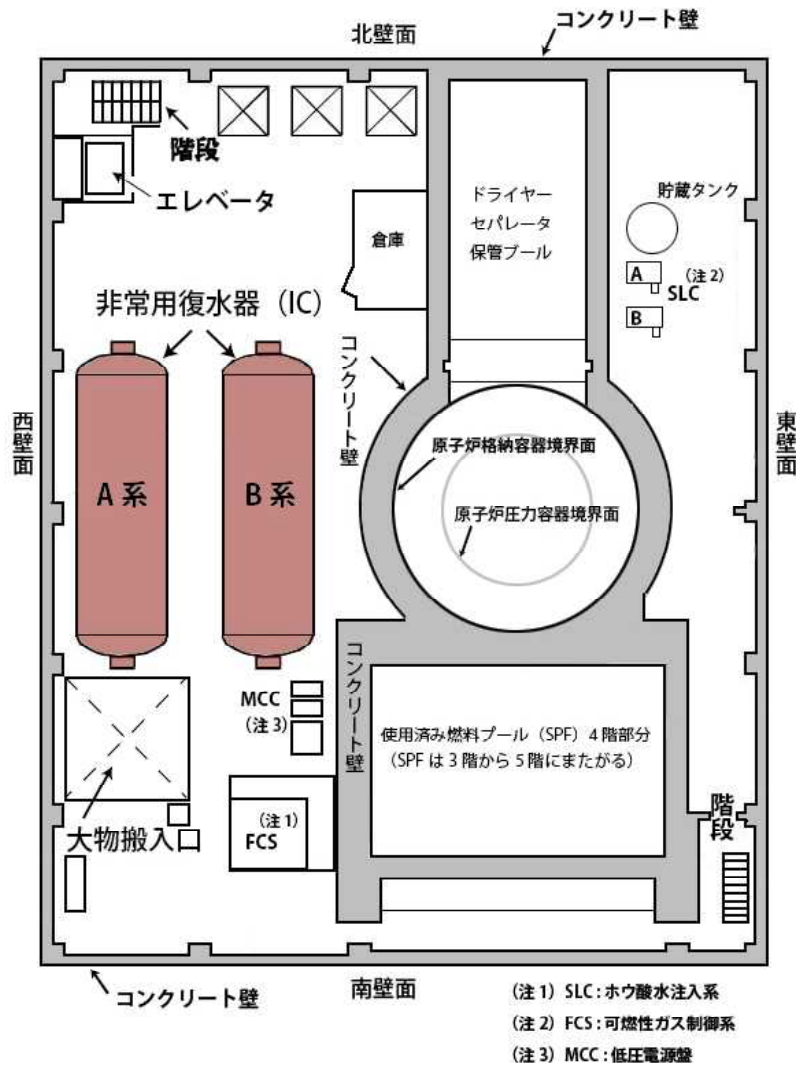 北壁面
コンクリート壁
階段
エレベータ
倉庫
ドライヤー
セパレータ
保管プール
貯蔵タンク
A
(注2)
SLC
B
非常用復水器（IC）
コンクリート壁
西壁面
東壁面
A系
B系
原子炉格納容器境界面
原子炉圧力容器境界面
コンクリート壁
MCC
(注3)
使用済み燃料プール（SPF）4階部分
（SPFは3階から5階にまたがる）
大物搬入口
(注1)
FCS
階段
コンクリート壁
南壁面
(注1) SLC：ホウ酸水注入系
(注2) FCS：可燃性ガス制御系
(注3) MCC：低圧電源盤